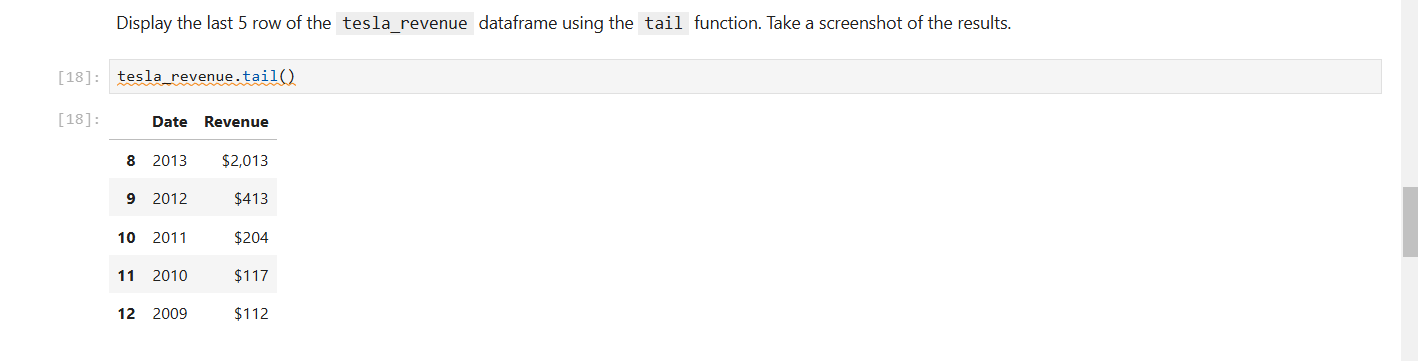 Display the last 5 row of the tesla_revenue dataframe using the tail function. Take a screenshot of the results.
[18]: tesla_revenue.tail()
[18]: Date Revenue
8 2013 $2,013
9 2012 $413
10 2011 $204
11 2010 $117
12 2009 $112